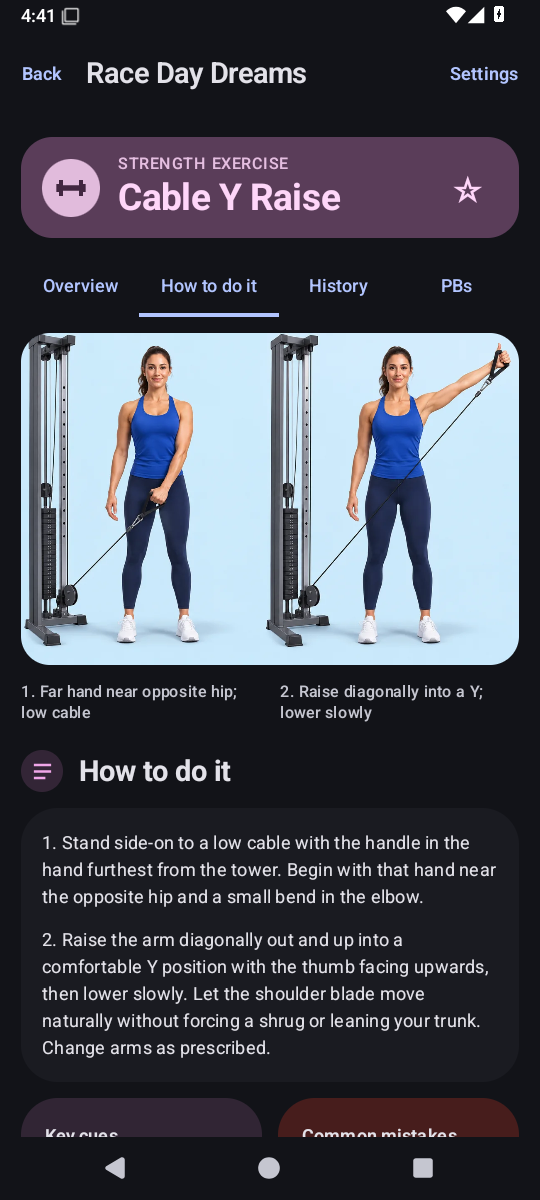 4:41
Back
Race Day Dreams
Settings
STRENGTH EXERCISE
Cable Y Raise
Overview
How to do it
History
PBs
1. Far hand near opposite hip;
low cable
2. Raise diagonally into a Y;
lower slowly
How to do it
1. Stand side-on to a low cable with the handle in the
hand furthest from the tower. Begin with that hand near
the opposite hip and a small bend in the elbow.
2. Raise the arm diagonally out and up into a
comfortable Y position with the thumb facing upwards,
then lower slowly. Let the shoulder blade move
naturally without forcing a shrug or leaning your trunk.
Change arms as prescribed.
Key cues
Common mistakes